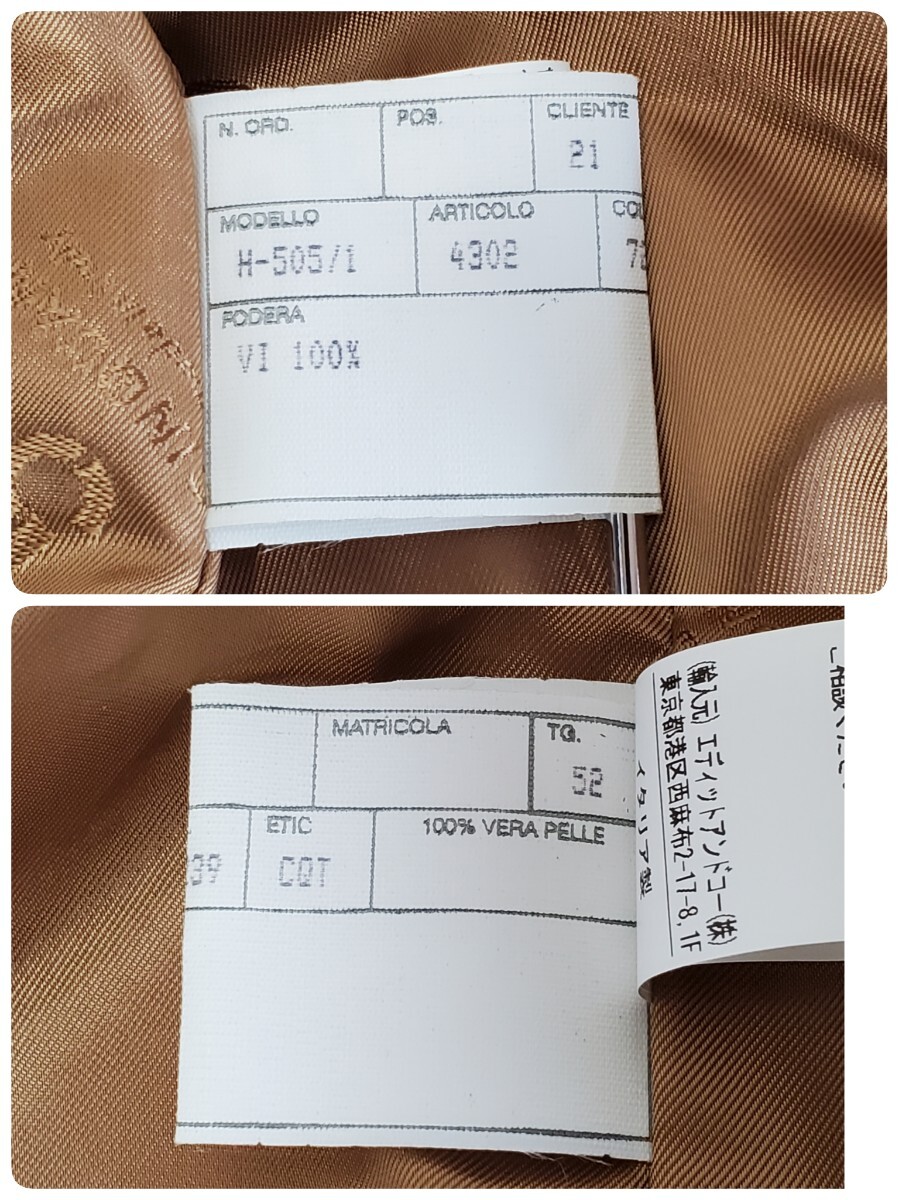 N. ORD. POS. CLIENTE
21
MODELLO ARTICOLO
H-505/1 4302
FODERA
VI 100%
MATRICOLA TG.
52
ETIC 100% VERA PELLE
39 COT
イタリア製
(輸入元) エディットアンドコー(株)
東京都港区西麻布2-17-8, 1F